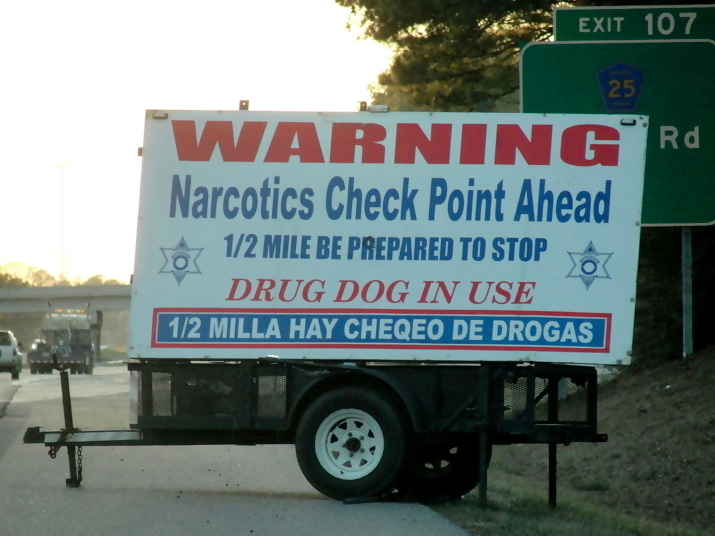 EXIT 107
25
Rd
WARNING
Narcotics Check Point Ahead
1/2 MILE BE PREPARED TO STOP
DRUG DOG IN USE
1/2 MILLA HAY CHEQEO DE DROGAS